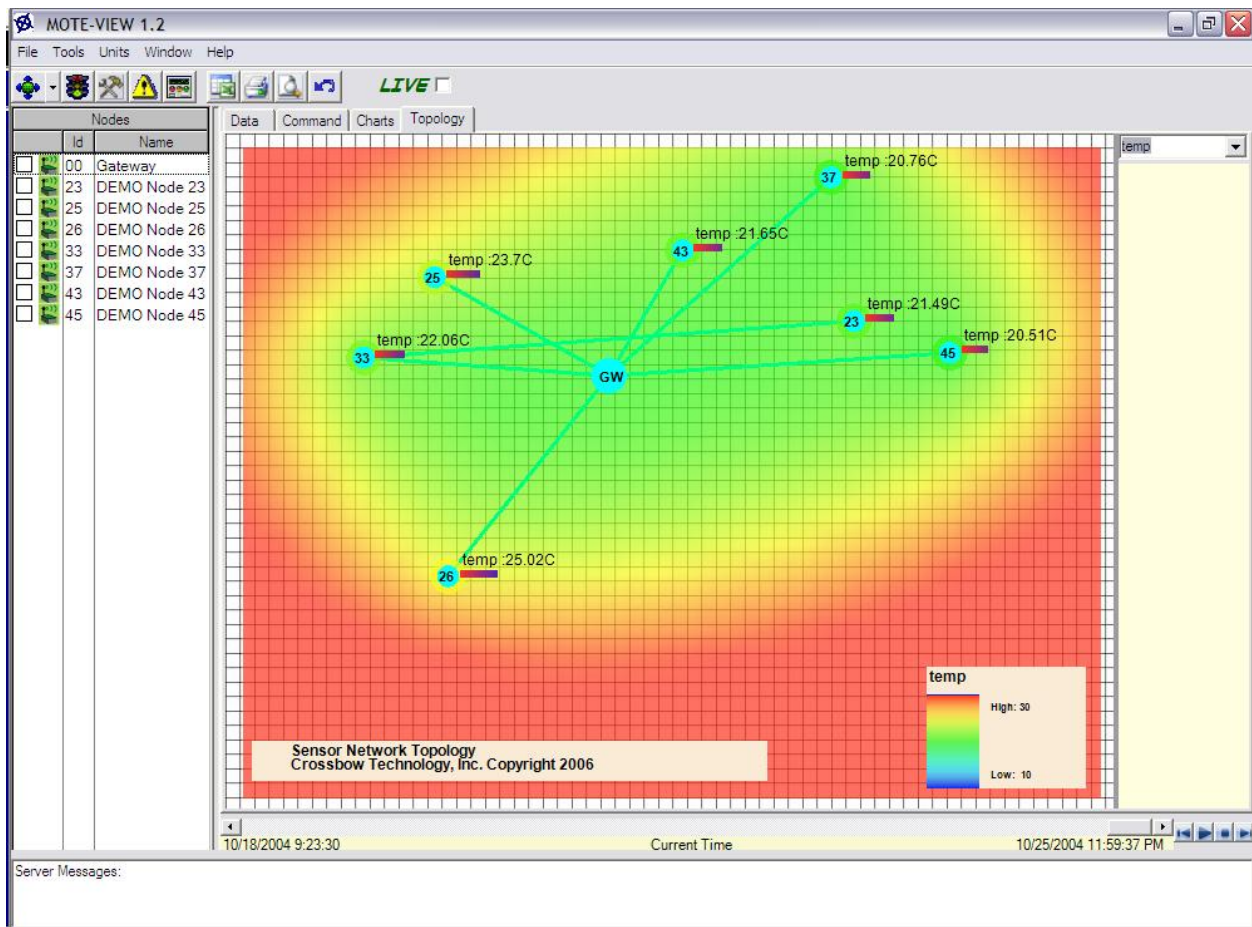 MOTE-VIEW 1.2
File Tools Units Window Help
LIVE
Nodes
Id Name
00 Gateway
23 DEMO Node 23
25 DEMO Node 25
26 DEMO Node 26
33 DEMO Node 33
37 DEMO Node 37
43 DEMO Node 43
45 DEMO Node 45
Data Command Charts Topology
temp
temp :20.76C
37
temp :21.65C
43
temp :23.7C
25
temp :21.49C
23
temp :22.06C
33
temp :20.51C
45
GW
temp :25.02C
26
temp
High: 30
Low: 10
Sensor Network Topology
Crossbow Technology, Inc. Copyright 2006
10/18/2004 9:23:30 Current Time 10/25/2004 11:59:37 PM
Server Messages: